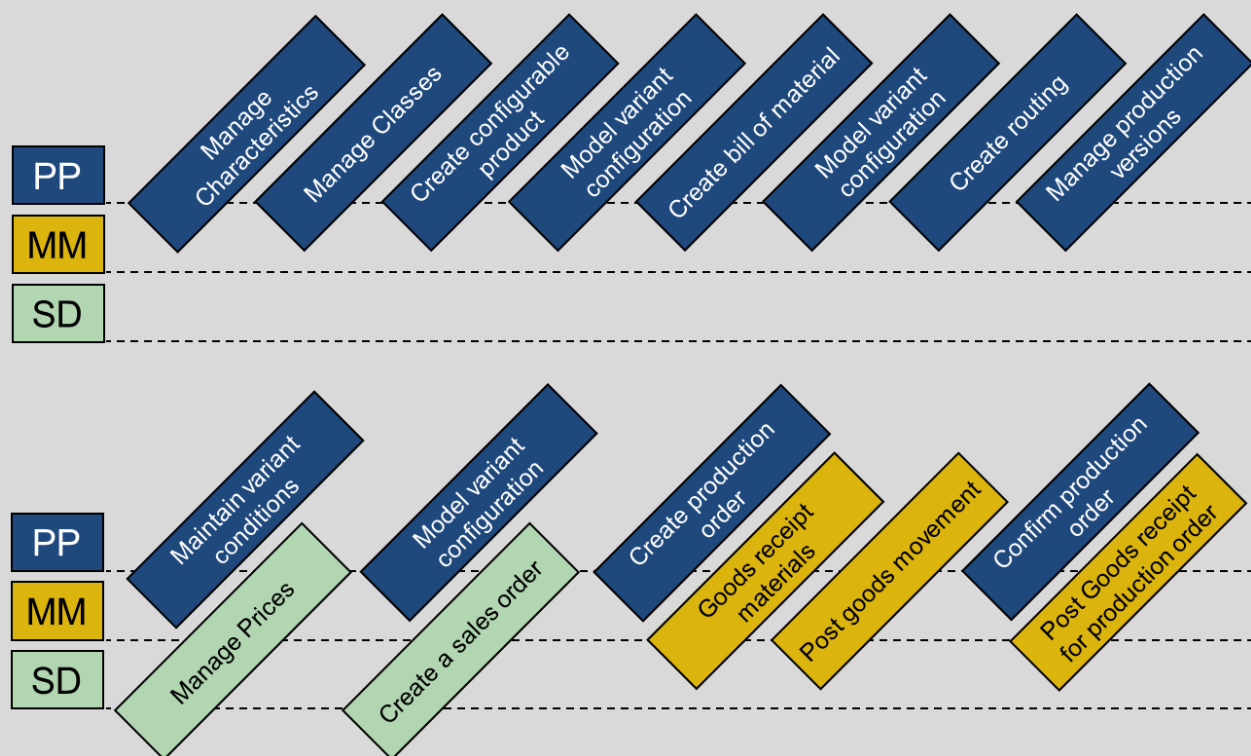 Manage
Characteristics
Manage Classes
Create configurable
product
Model variant
configuration
Create bill of material
Model variant
configuration
Create routing
Manage production
versions
PP
MM
SD
Maintain variant
conditions
Manage Prices
Model variant
configuration
Create a sales order
Create production
order
Goods receipt
materials
Post goods movement
Confirm production
order
Post Goods receipt
for production order
PP
MM
SD